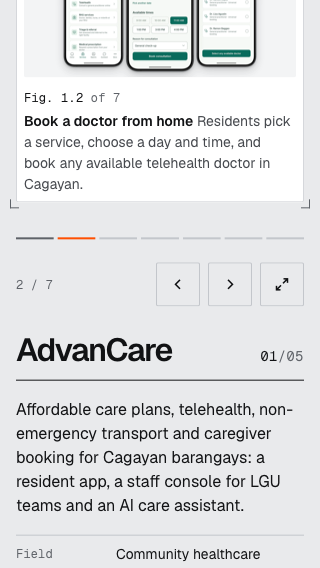 Fig. 1.2 of 7
Book a doctor from home Residents pick
a service, choose a day and time, and
book any available telehealth doctor in
Cagayan.
2 / 7
AdvanCare
01/05
Affordable care plans, telehealth, non-
emergency transport and caregiver
booking for Cagayan barangays: a
resident app, a staff console for LGU
teams and an AI care assistant.
Field
Community healthcare